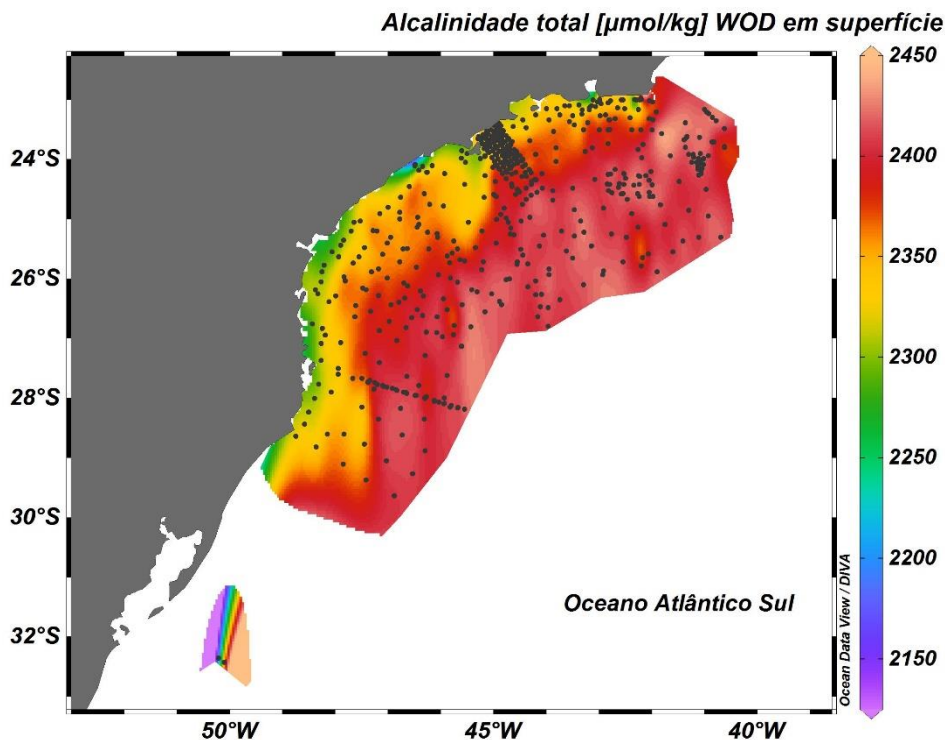 Alcalinidade total [µmol/kg] WOD em superfície
2450
2400
2350
2300
2250
2200
2150
24°S
26°S
28°S
30°S
32°S
Oceano Atlântico Sul
Ocean Data View / DIVA
50°W
45°W
40°W